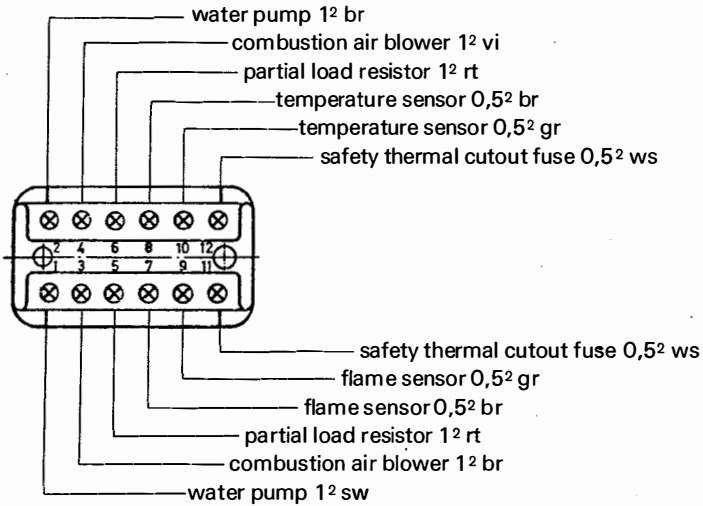 water pump 1² br
combustion air blower 1² vi
partial load resistor 1² rt
temperature sensor 0,5² br
temperature sensor 0,5² gr
safety thermal cutout fuse 0,5² ws
2 4 6 8 10 12
1 3 5 7 9 11
safety thermal cutout fuse 0,5² ws
flame sensor 0,5² gr
flame sensor 0,5² br
partial load resistor 1² rt
combustion air blower 1² br
water pump 1² sw